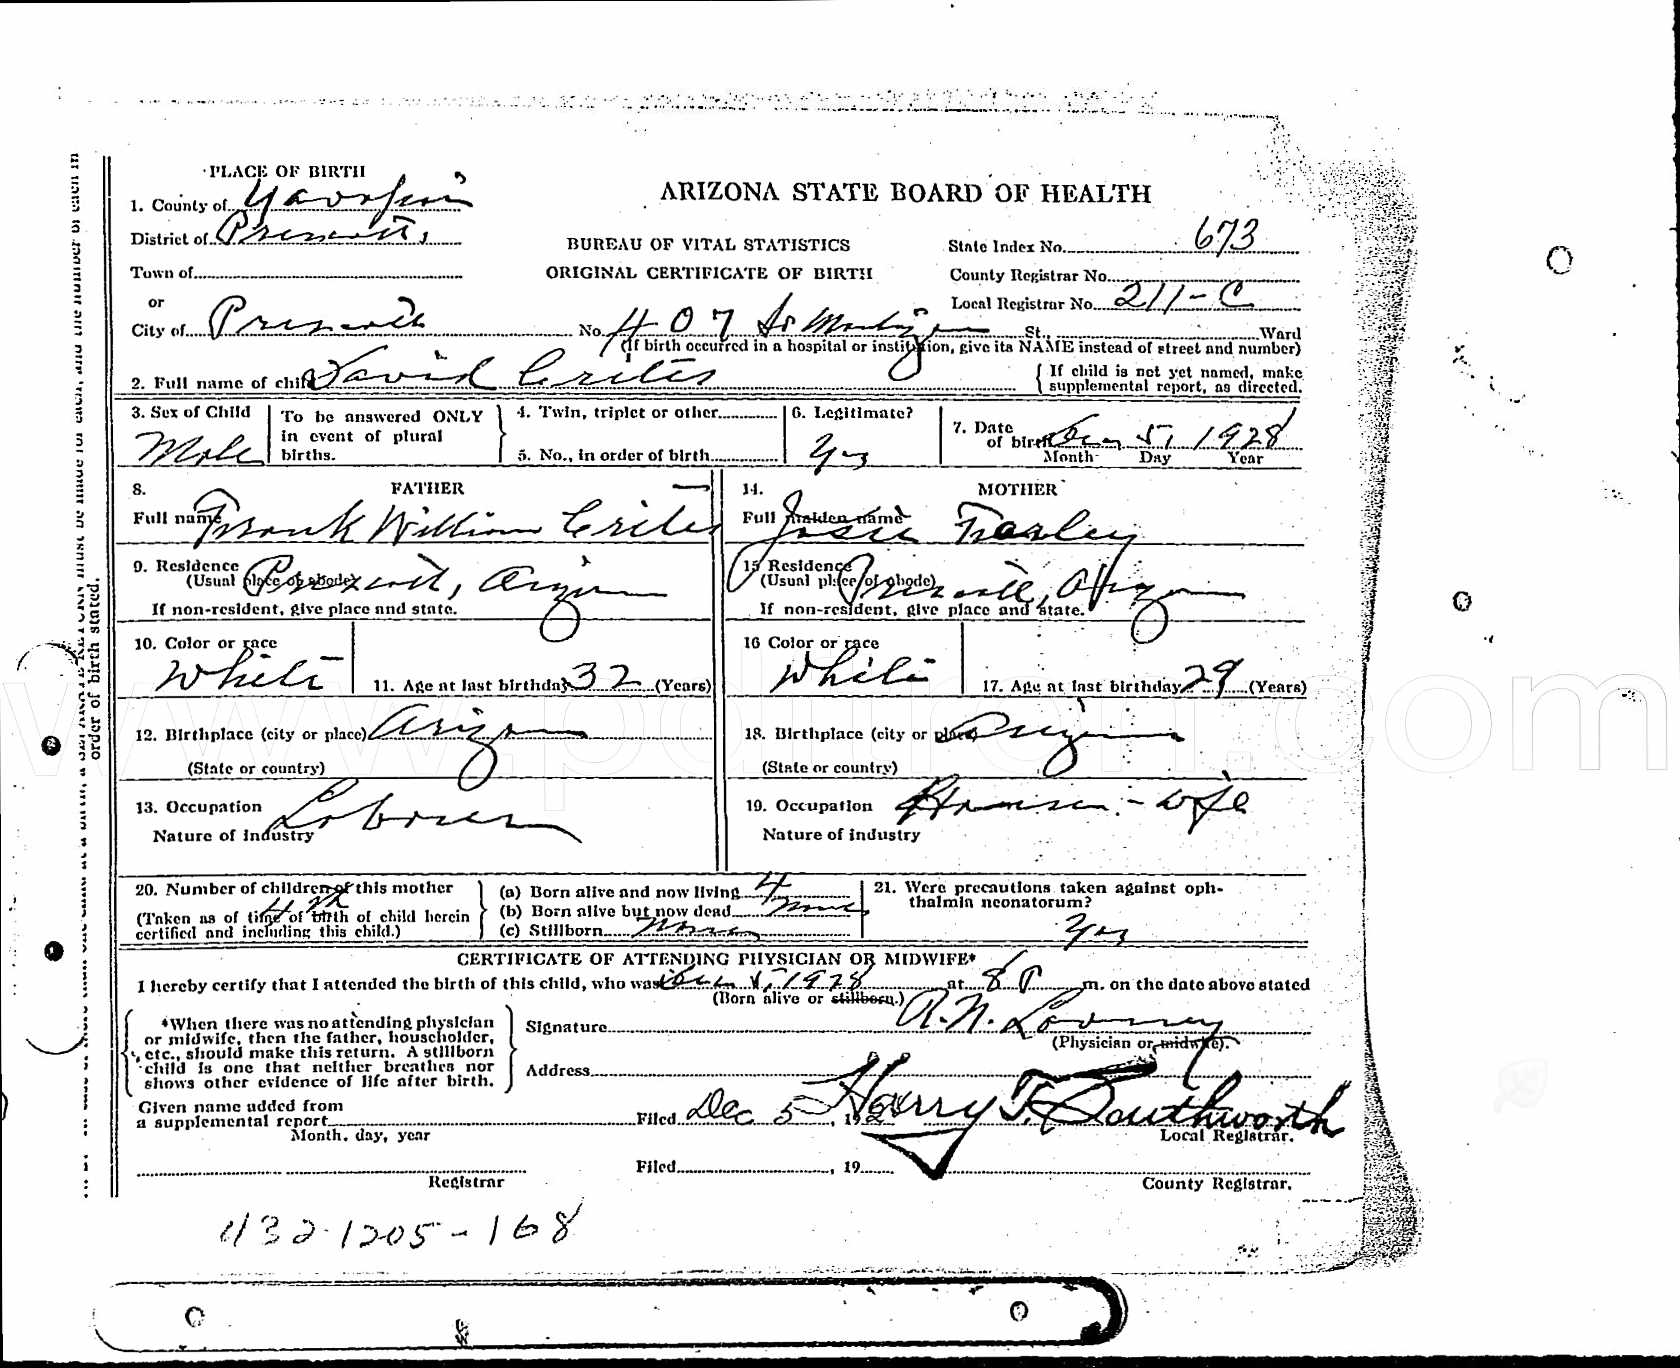 PLACE OF BIRTH
1. County of Yavapai
ARIZONA STATE BOARD OF HEALTH
District of Prescott
BUREAU OF VITAL STATISTICS
State Index No. 673
Town of
ORIGINAL CERTIFICATE OF BIRTH
County Registrar No.
or
Local Registrar No. 211-C
City of Prescott No. 407 So St., Ward
(If birth occurred in a hospital or institution, give its NAME instead of street and number)
2. Full name of child David Crites
{ If child is not yet named, make
supplemental report, as directed.
3. Sex of Child
Male
To be answered ONLY
in event of plural
births.
4. Twin, triplet or other
5. No., in order of birth
6. Legitimate?
Yes
7. Date
of birth Dec 5, 1928
Month Day Year
8. FATHER
Full name Frank William Crites
14. MOTHER
Full maiden name Josie
9. Residence
(Usual place of abode) Prescott, Arizona
If non-resident, give place and state.
15 Residence
(Usual place of abode) Prescott, Arizona
If non-resident, give place and state.
10. Color or race
White
11. Age at last birthday 32 (Years)
16 Color or race
White
17. Age at last birthday 29 (Years)
12. Birthplace (city or place) Arizona
(State or country)
18. Birthplace (city or place) Arizona
(State or country)
13. Occupation
Nature of Industry
Laborer
19. Occupation House-wife
Nature of industry
20. Number of children of this mother
4th
(Taken as of time of birth of child herein
certified and including this child.)
(a) Born alive and now living 4
(b) Born alive but now dead none
(c) Stillborn none
21. Were precautions taken against oph-
thalmia neonatorum?
Yes
CERTIFICATE OF ATTENDING PHYSICIAN OR MIDWIFE*
I hereby certify that I attended the birth of this child, who was Dec 5, 1928 at 8 P m. on the date above stated
(Born alive or stillborn.)
*When there was no attending physician
or midwife, then the father, householder,
etc., should make this return. A stillborn
child is one that neither breathes nor
shows other evidence of life after birth.
Signature R.N. Looney
(Physician or midwife).
Address
Given name added from
a supplemental report
Month, day, year
Filed Dec 5, 1928 Harry T. Southworth
Local Registrar.
Registrar
Filed , 19
County Registrar.
432-1205-168
order of birth stated.
www.pdntron.com